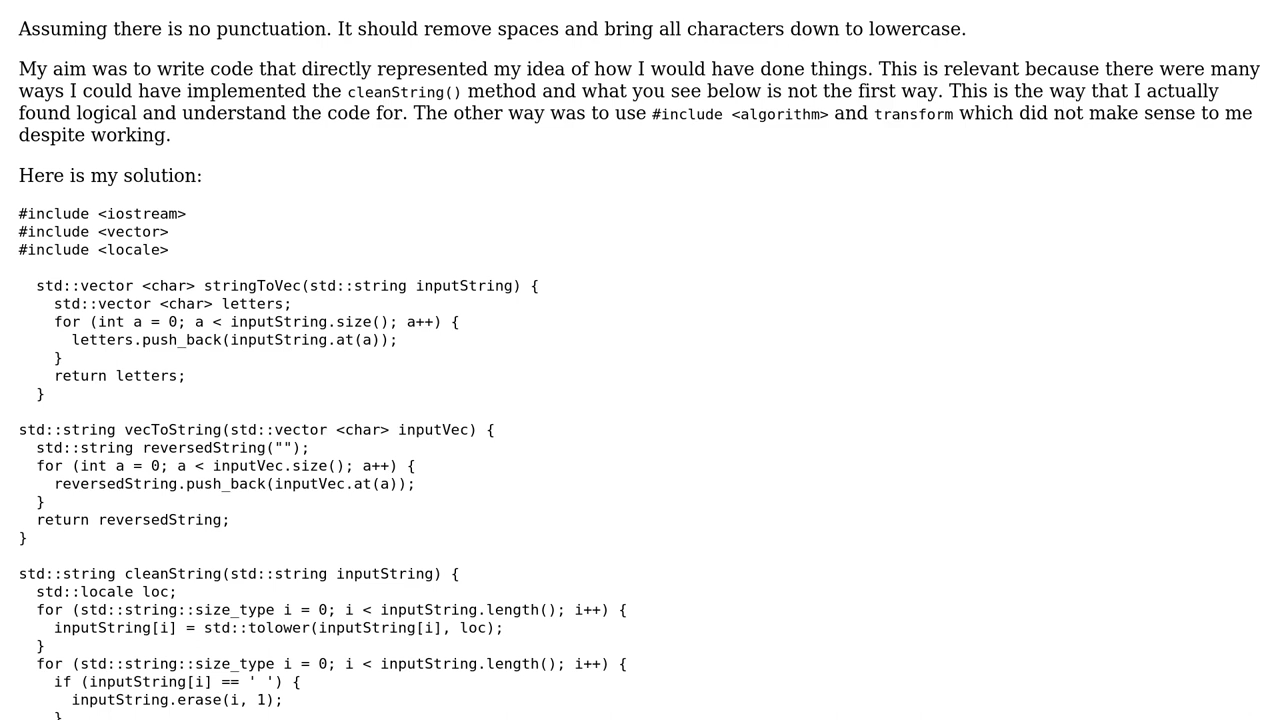 Assuming there is no punctuation. It should remove spaces and bring all characters down to lowercase.
My aim was to write code that directly represented my idea of how I would have done things. This is relevant because there were many
ways I could have implemented the cleanString() method and what you see below is not the first way. This is the way that I actually
found logical and understand the code for. The other way was to use #include <algorithm> and transform which did not make sense to me
despite working.
Here is my solution:
#include <iostream>
#include <vector>
#include <locale>
  std::vector <char> stringToVec(std::string inputString) {
    std::vector <char> letters;
    for (int a = 0; a < inputString.size(); a++) {
      letters.push_back(inputString.at(a));
    }
    return letters;
  }
std::string vecToString(std::vector <char> inputVec) {
  std::string reversedString("");
  for (int a = 0; a < inputVec.size(); a++) {
    reversedString.push_back(inputVec.at(a));
  }
  return reversedString;
}
std::string cleanString(std::string inputString) {
  std::locale loc;
  for (std::string::size_type i = 0; i < inputString.length(); i++) {
    inputString[i] = std::tolower(inputString[i], loc);
  }
  for (std::string::size_type i = 0; i < inputString.length(); i++) {
    if (inputString[i] == ' ') {
      inputString.erase(i, 1);
    }